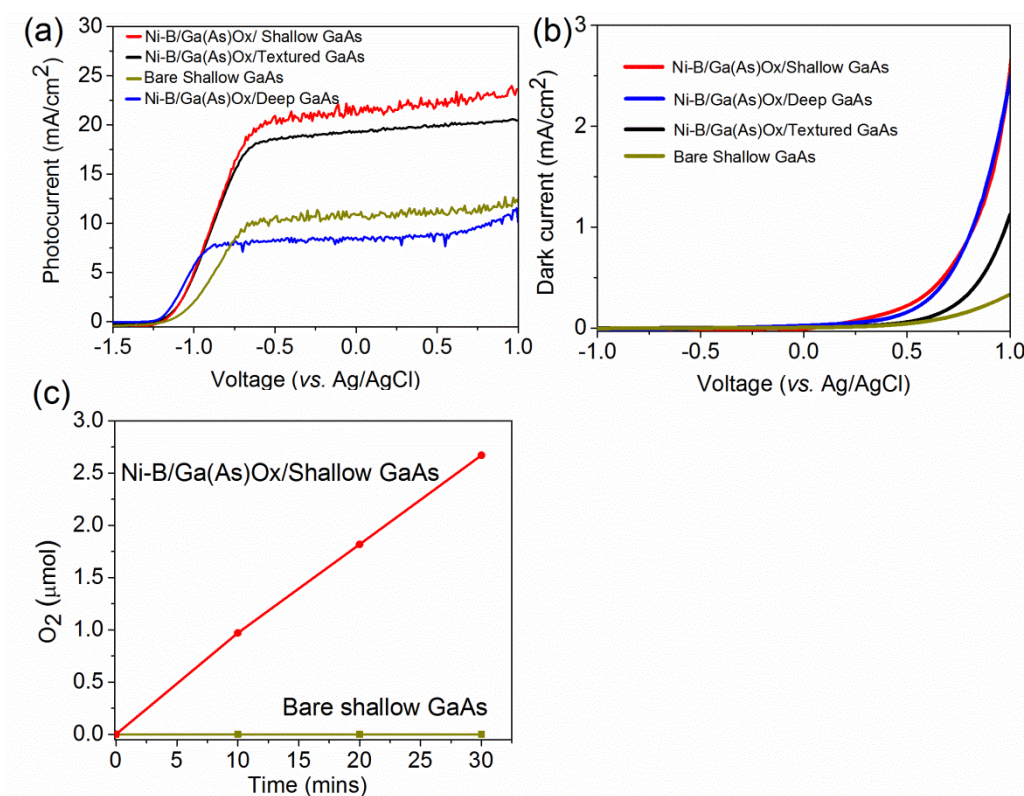 (a)
Ni-B/Ga(As)Ox/ Shallow GaAs
Ni-B/Ga(As)Ox/Textured GaAs
Bare Shallow GaAs
Ni-B/Ga(As)Ox/Deep GaAs
30
25
20
15
10
5
0
Photocurrent (mA/cm2)
-1.5
-1.0
-0.5
0.0
0.5
1.0
Voltage (vs. Ag/AgCl)
(b)
Ni-B/Ga(As)Ox/Shallow GaAs
Ni-B/Ga(As)Ox/Deep GaAs
Ni-B/Ga(As)Ox/Textured GaAs
Bare Shallow GaAs
3
2
1
0
Dark current (mA/cm2)
-1.0
-0.5
0.0
0.5
1.0
Voltage (vs. Ag/AgCl)
(c)
3.0
2.5
2.0
1.5
1.0
0.5
0.0
O2 (μmol)
Ni-B/Ga(As)Ox/Shallow GaAs
Bare shallow GaAs
0 5 10 15 20 25 30
Time (mins)